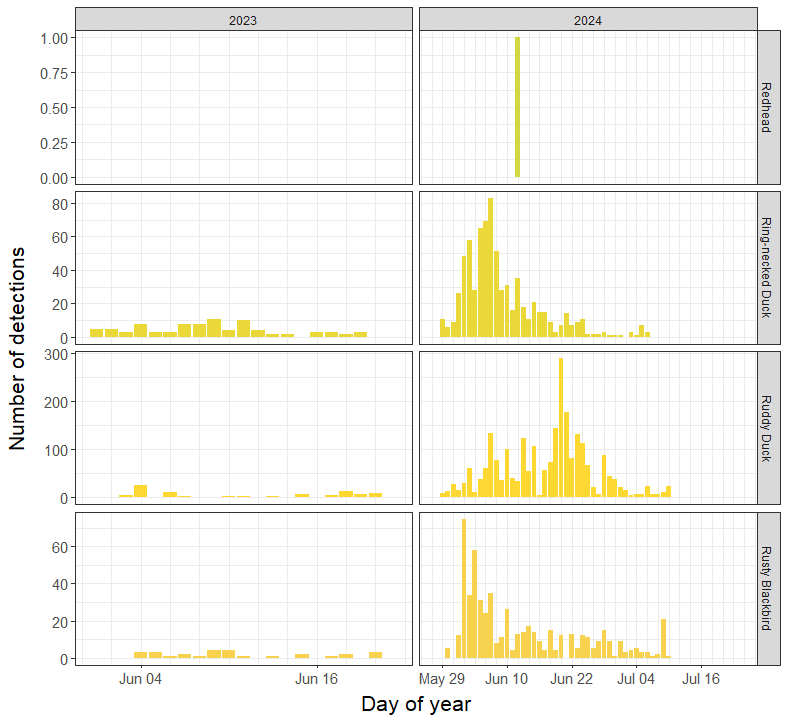 2023
2024
1.00
0.75
0.50
0.25
0.00
Redhead
80
60
40
20
0
Ring-necked Duck
300
200
100
0
Ruddy Duck
60
40
20
0
Rusty Blackbird
Number of detections
Jun 04
Jun 16
May 29
Jun 10
Jun 22
Jul 04
Jul 16
Day of year